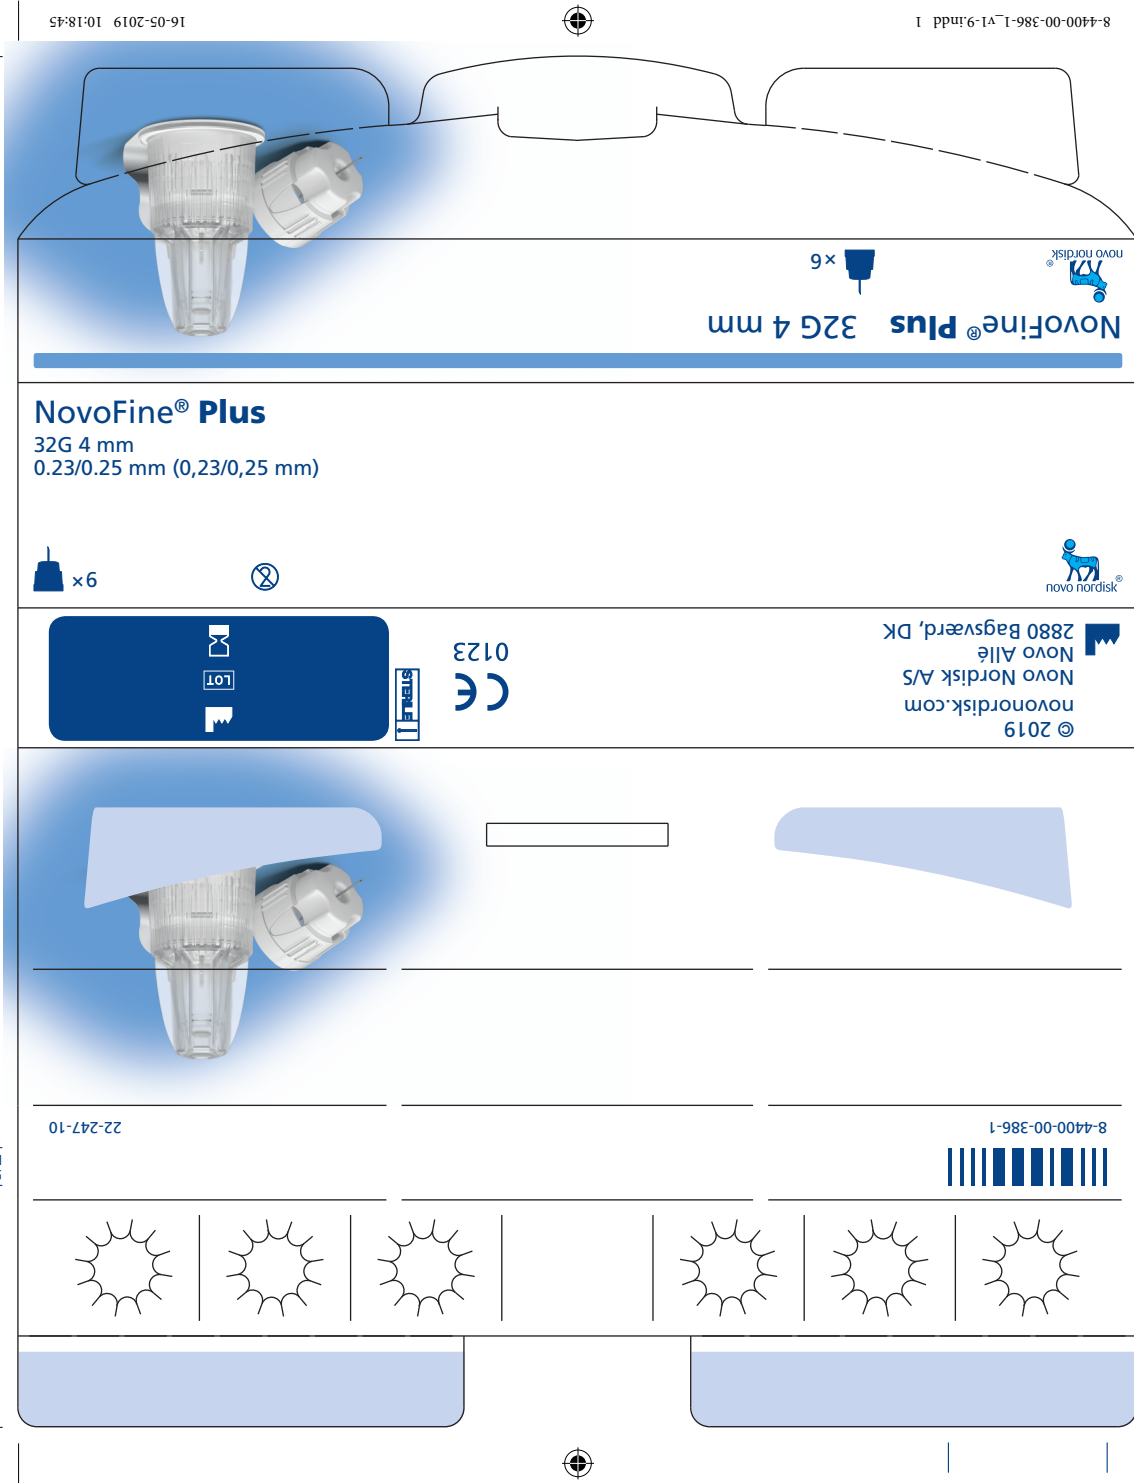 8-4400-00-386-1_v1-9.indd 1
16-05-2019 10:18:45
NovoFine® Plus 32G 4 mm
novo nordisk®
×6
NovoFine® Plus
32G 4 mm
0.23/0.25 mm (0,23/0,25 mm)
×6
2
novo nordisk®
© 2019
novonordisk.com
Novo Nordisk A/S
Novo Allé
2880 Bagsværd, DK
CE
0123
STERILE
LOT
8-4400-00-386-1
22-247-10